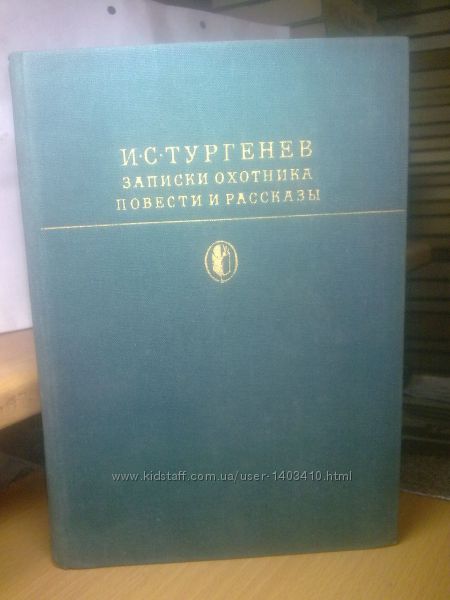 И·С·ТУРГЕНЕВ
ЗАПИСКИ ОХОТНИКА
ПОВЕСТИ И РАССКАЗЫ
www.kidstaff.com.ua/user-1403410.html